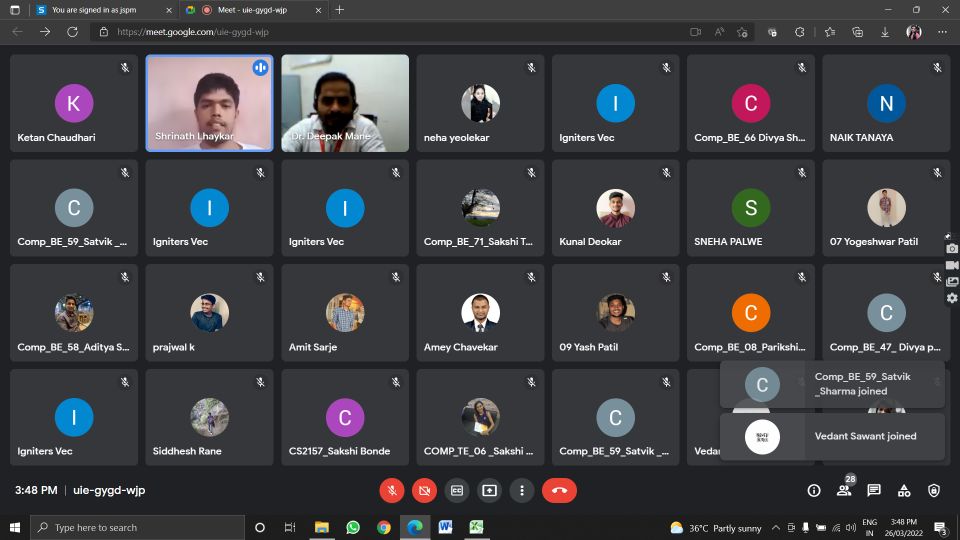 S You are signed in as jspm
Meet - uie-gygd-wjp
https://meet.google.com/uie-gygd-wjp
K
Ketan Chaudhari
Shrinath Lhaykar
Dr. Deepak Mane
neha yeolekar
I
Igniters Vec
C
Comp_BE_66 Divya Sh...
N
NAIK TANAYA
C
Comp_BE_59_Satvik _...
I
Igniters Vec
I
Igniters Vec
Comp_BE_71_Sakshi T...
Kunal Deokar
S
SNEHA PALWE
07 Yogeshwar Patil
Comp_BE_58_Aditya S...
prajwal k
Amit Sarje
Amey Chavekar
09 Yash Patil
C
Comp_BE_08_Parikshi...
C
Comp_BE_47_ Divya p...
I
Igniters Vec
Siddhesh Rane
C
CS2157_Sakshi Bonde
COMP_TE_06 _Sakshi ...
C
Comp_BE_59_Satvik _...
Vedan
C
Comp_BE_59_Satvik
_Sharma joined
Vedant Sawant joined
3:48 PM | uie-gygd-wjp
28
Type here to search
36°C Partly sunny
ENG
IN
3:48 PM
26/03/2022
3